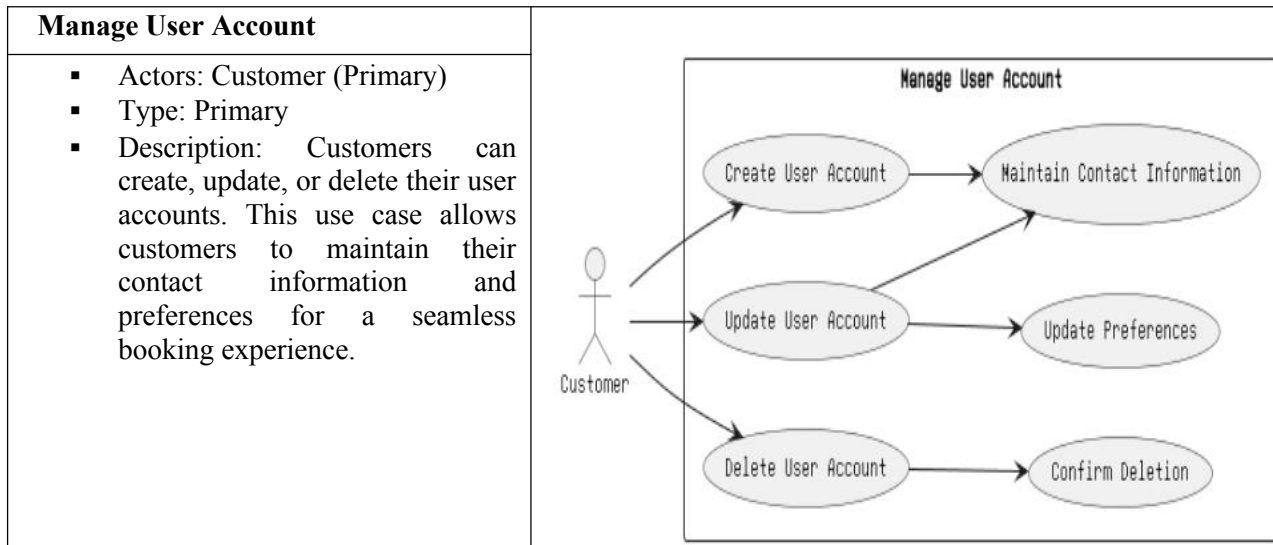 Manage User Account
▪ Actors: Customer (Primary)
▪ Type: Primary
▪ Description: Customers can
create, update, or delete their user
accounts. This use case allows
customers to maintain their
contact information and
preferences for a seamless
booking experience.
Manage User Account
Create User Account
Maintain Contact Information
Update User Account
Update Preferences
Customer
Delete User Account
Confirm Deletion